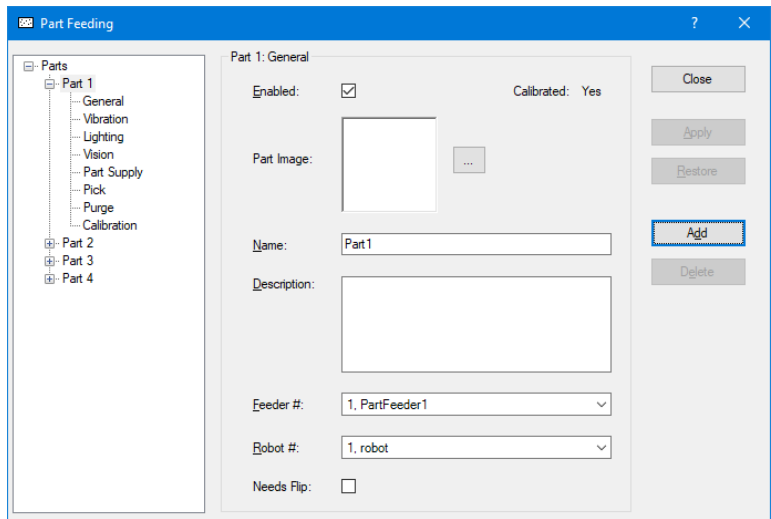 Part Feeding
?
Parts
Part 1
General
Vibration
Lighting
Vision
Part Supply
Pick
Purge
Calibration
Part 2
Part 3
Part 4
Part 1: General
Enabled:
Calibrated: Yes
Part Image:
...
Name:
Part1
Description:
Feeder #:
1, PartFeeder1
Robot #:
1, robot
Needs Flip:
Close
Apply
Restore
Add
Delete